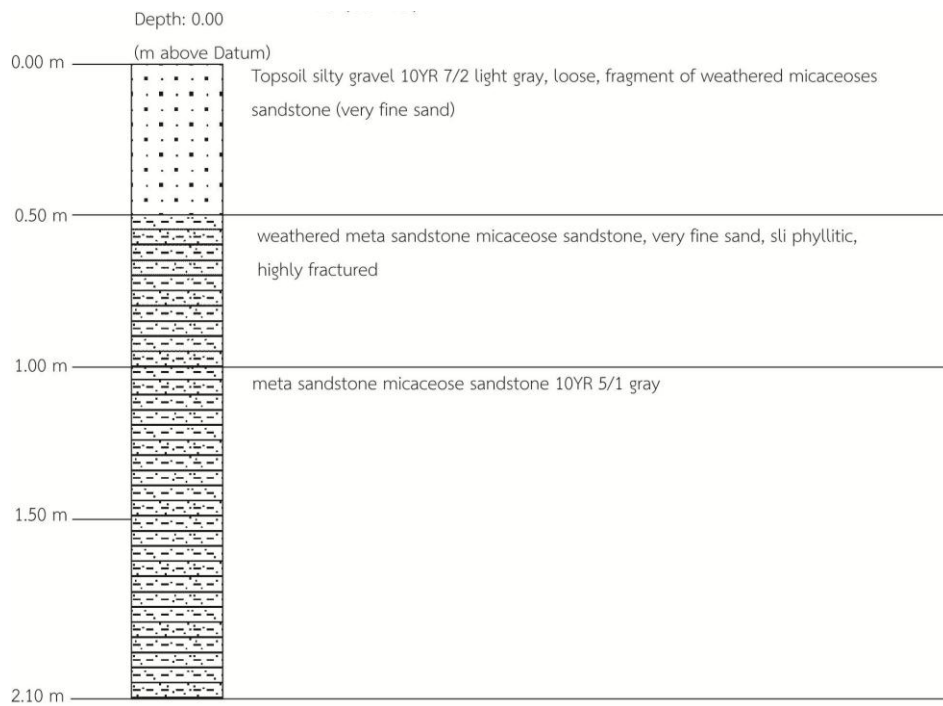 Depth: 0.00
(m above Datum)
0.00 m
Topsoil silty gravel 10YR 7/2 light gray, loose, fragment of weathered micaceoses
sandstone (very fine sand)
0.50 m
weathered meta sandstone micaceose sandstone, very fine sand, sli phyllitic,
highly fractured
1.00 m
meta sandstone micaceose sandstone 10YR 5/1 gray
1.50 m
2.10 m